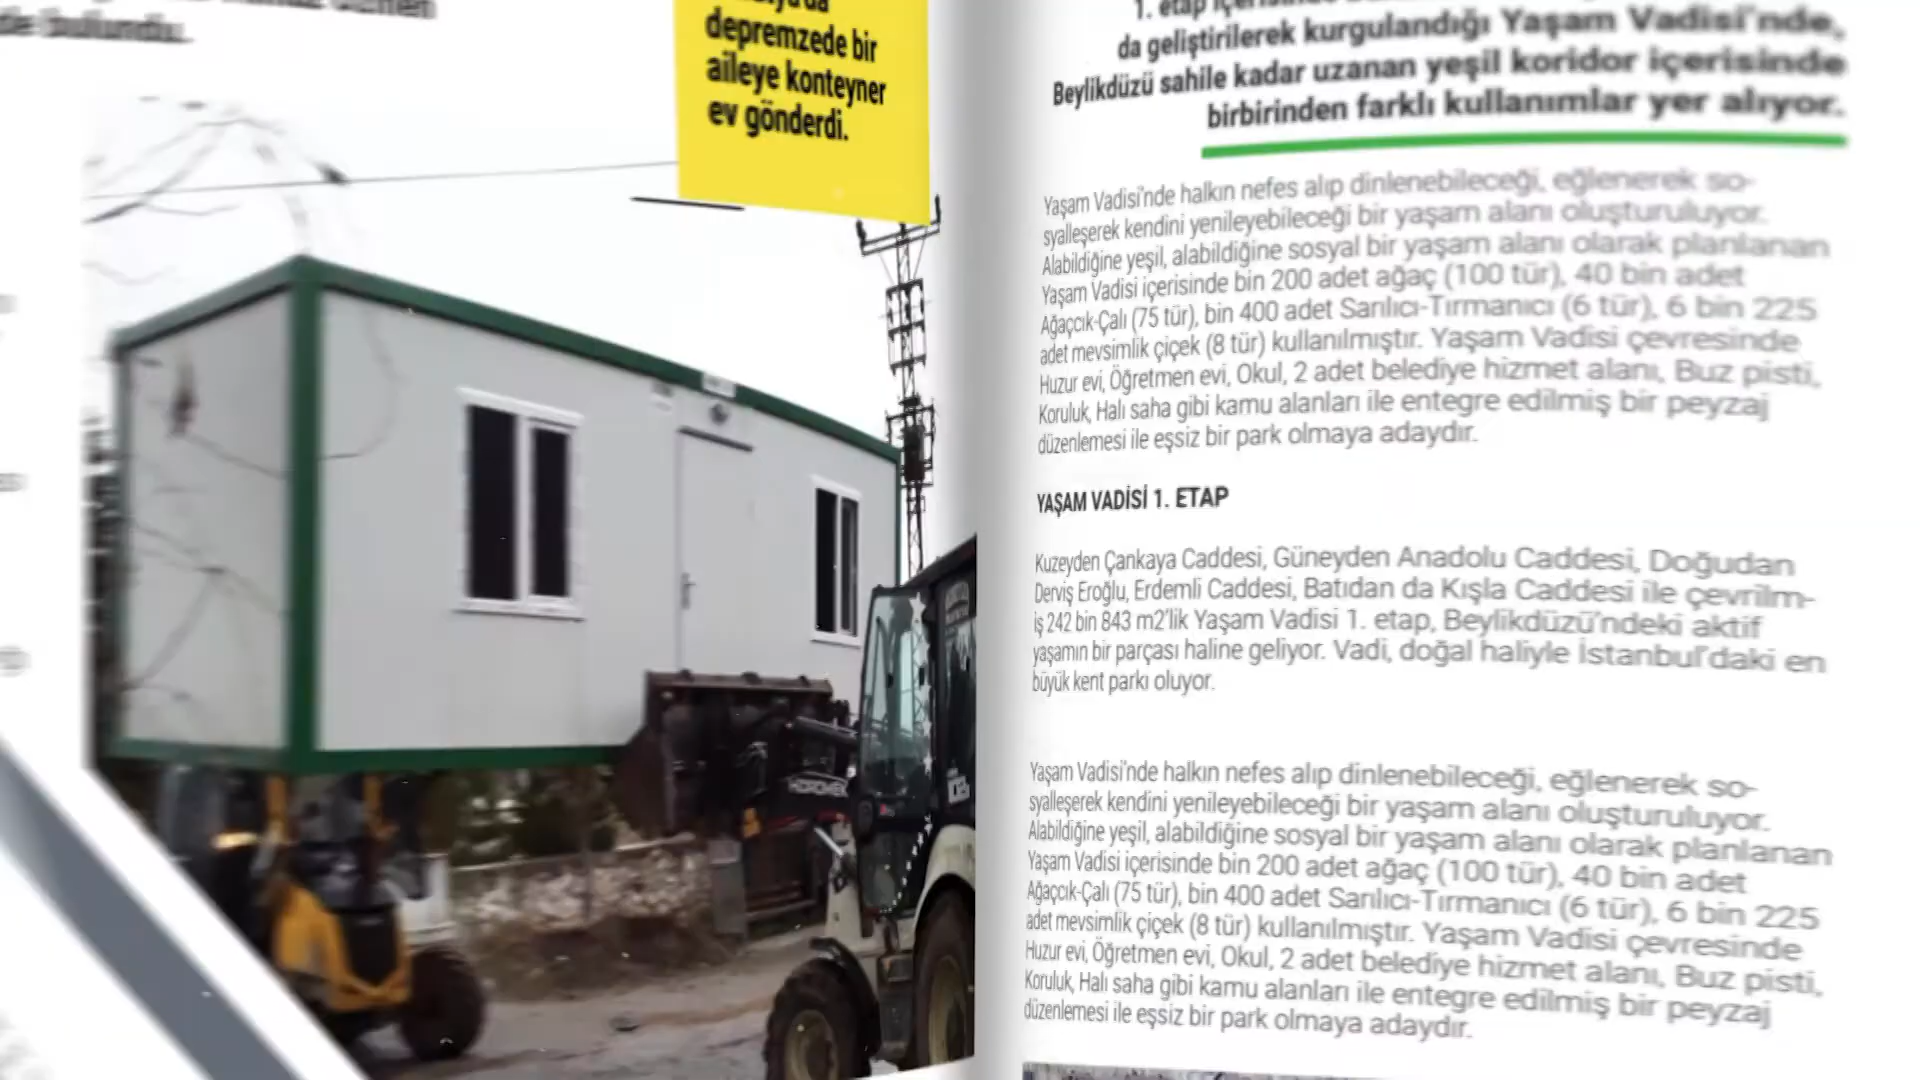 de bulundu.
depremzede bir
aileye konteyner
ev gönderdi.
1. etap
da geliştirilerek kurgulandığı Yaşam Vadisi'nde,
Beylikdüzü sahile kadar uzanan yeşil koridor içerisinde
birbirinden farklı kullanımlar yer alıyor.
Yaşam Vadisi'nde halkın nefes alıp dinlenebileceği, eğlenerek so-
syalleşerek kendini yenileyebileceği bir yaşam alanı oluşturuluyor.
Alabildiğine yeşil, alabildiğine sosyal bir yaşam alanı olarak planlanan
Yaşam Vadisi içerisinde bin 200 adet ağaç (100 tür), 40 bin adet
Ağaççık-Çalı (75 tür), bin 400 adet Sarılıcı-Tırmanıcı (6 tür), 6 bin 225
adet mevsimlik çiçek (8 tür) kullanılmıştır. Yaşam Vadisi çevresinde
Huzur evi, Öğretmen evi, Okul, 2 adet belediye hizmet alanı, Buz pisti,
Koruluk, Halı saha gibi kamu alanları ile entegre edilmiş bir peyzaj
düzenlemesi ile eşsiz bir park olmaya adaydır.
YAŞAM VADİSİ 1. ETAP
Kuzeyden Çankaya Caddesi, Güneyden Anadolu Caddesi, Doğudan
Derviş Eroğlu, Erdemli Caddesi, Batıdan da Kışla Caddesi ile çevrilm-
iş 242 bin 843 m2'lik Yaşam Vadisi 1. etap, Beylikdüzü'ndeki aktif
yaşamın bir parçası haline geliyor. Vadi, doğal haliyle İstanbul'daki en
büyük kent parkı oluyor.
Yaşam Vadisi'nde halkın nefes alıp dinlenebileceği, eğlenerek so-
syalleşerek kendini yenileyebileceği bir yaşam alanı oluşturuluyor.
Alabildiğine yeşil, alabildiğine sosyal bir yaşam alanı olarak planlanan
Yaşam Vadisi içerisinde bin 200 adet ağaç (100 tür), 40 bin adet
Ağaççık-Çalı (75 tür), bin 400 adet Sarılıcı-Tırmanıcı (6 tür), 6 bin 225
adet mevsimlik çiçek (8 tür) kullanılmıştır. Yaşam Vadisi çevresinde
Huzur evi, Öğretmen evi, Okul, 2 adet belediye hizmet alanı, Buz pisti,
Koruluk, Halı saha gibi kamu alanları ile entegre edilmiş bir peyzaj
düzenlemesi ile eşsiz bir park olmaya adaydır.